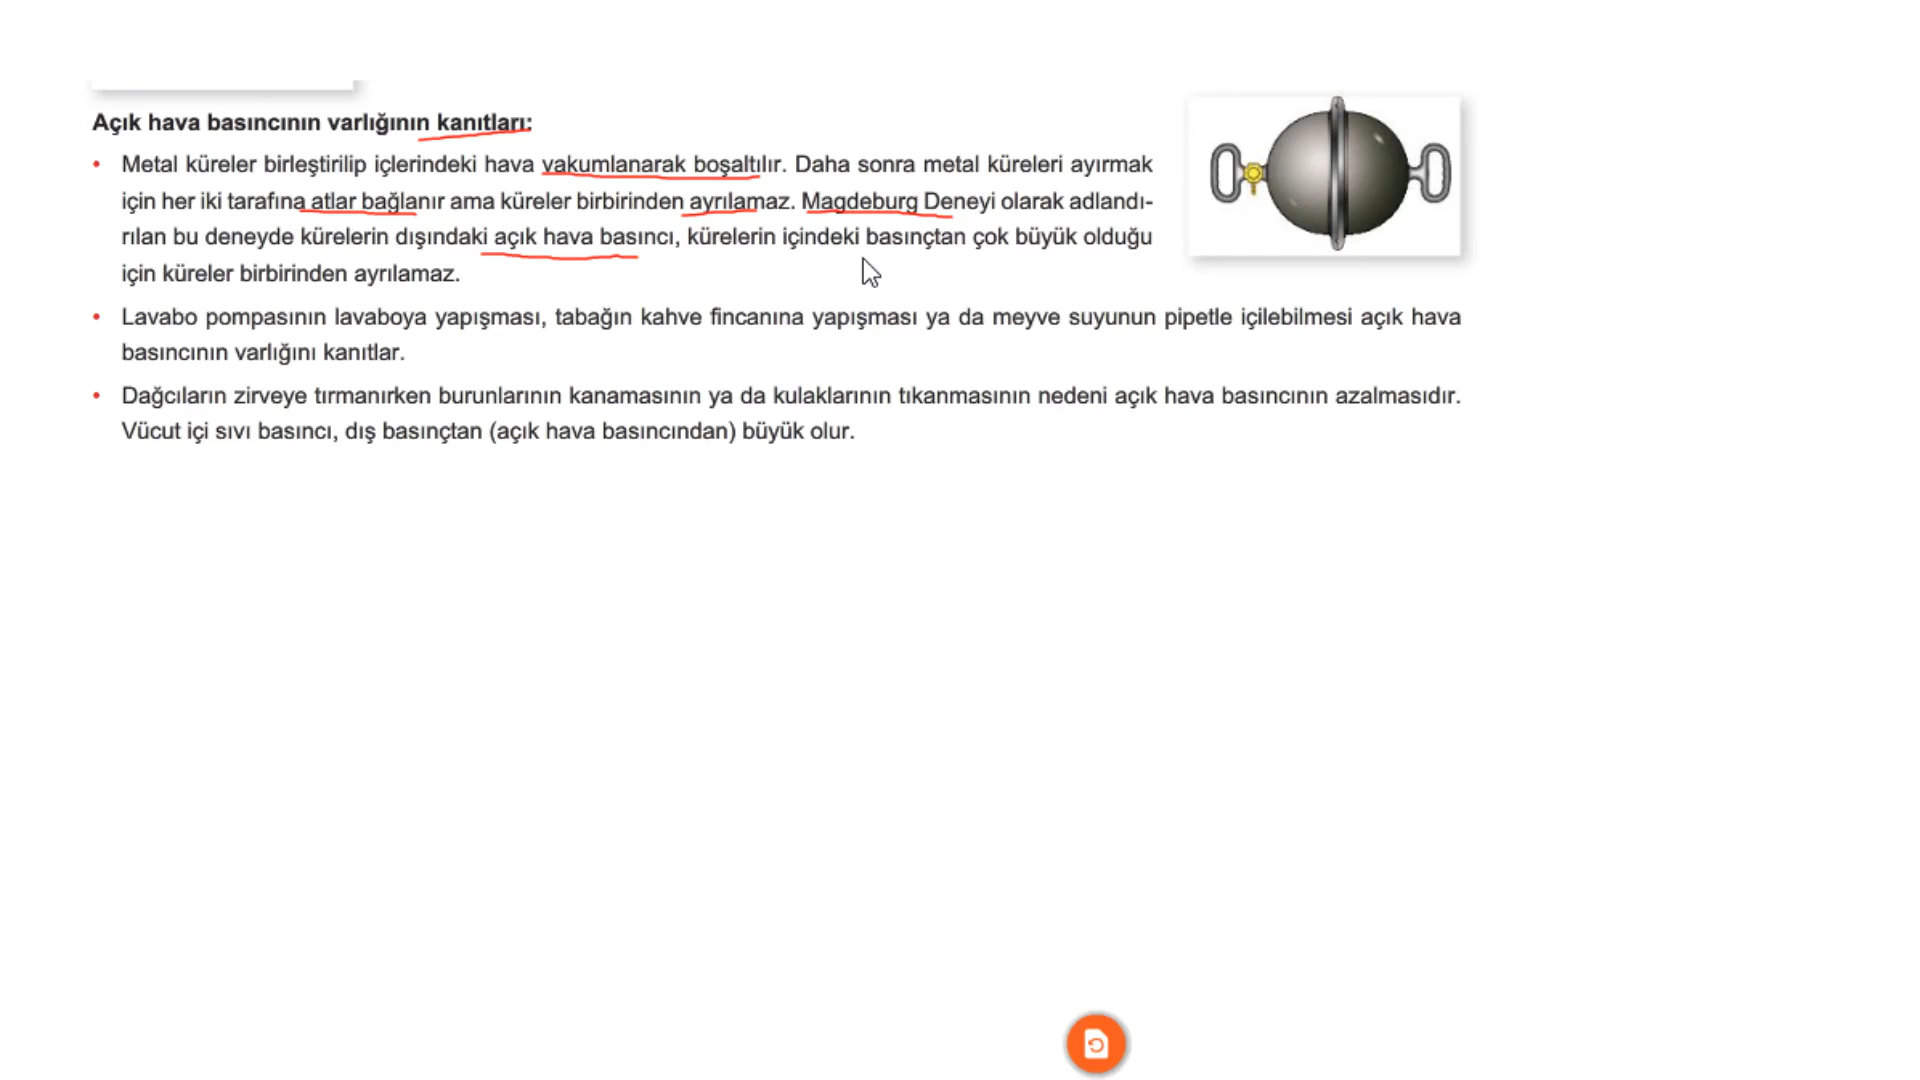 Açık hava basıncının varlığının kanıtları:
• Metal küreler birleştirilip içlerindeki hava vakumlanarak boşaltılır. Daha sonra metal küreleri ayırmak
için her iki tarafına atlar bağlanır ama küreler birbirinden ayrılamaz. Magdeburg Deneyi olarak adlandı-
rılan bu deneyde kürelerin dışındaki açık hava basıncı, kürelerin içindeki basınçtan çok büyük olduğu
için küreler birbirinden ayrılamaz.
• Lavabo pompasının lavaboya yapışması, tabağın kahve fincanına yapışması ya da meyve suyunun pipetle içilebilmesi açık hava
basıncının varlığını kanıtlar.
• Dağcıların zirveye tırmanırken burunlarının kanamasının ya da kulaklarının tıkanmasının nedeni açık hava basıncının azalmasıdır.
Vücut içi sıvı basıncı, dış basınçtan (açık hava basıncından) büyük olur.